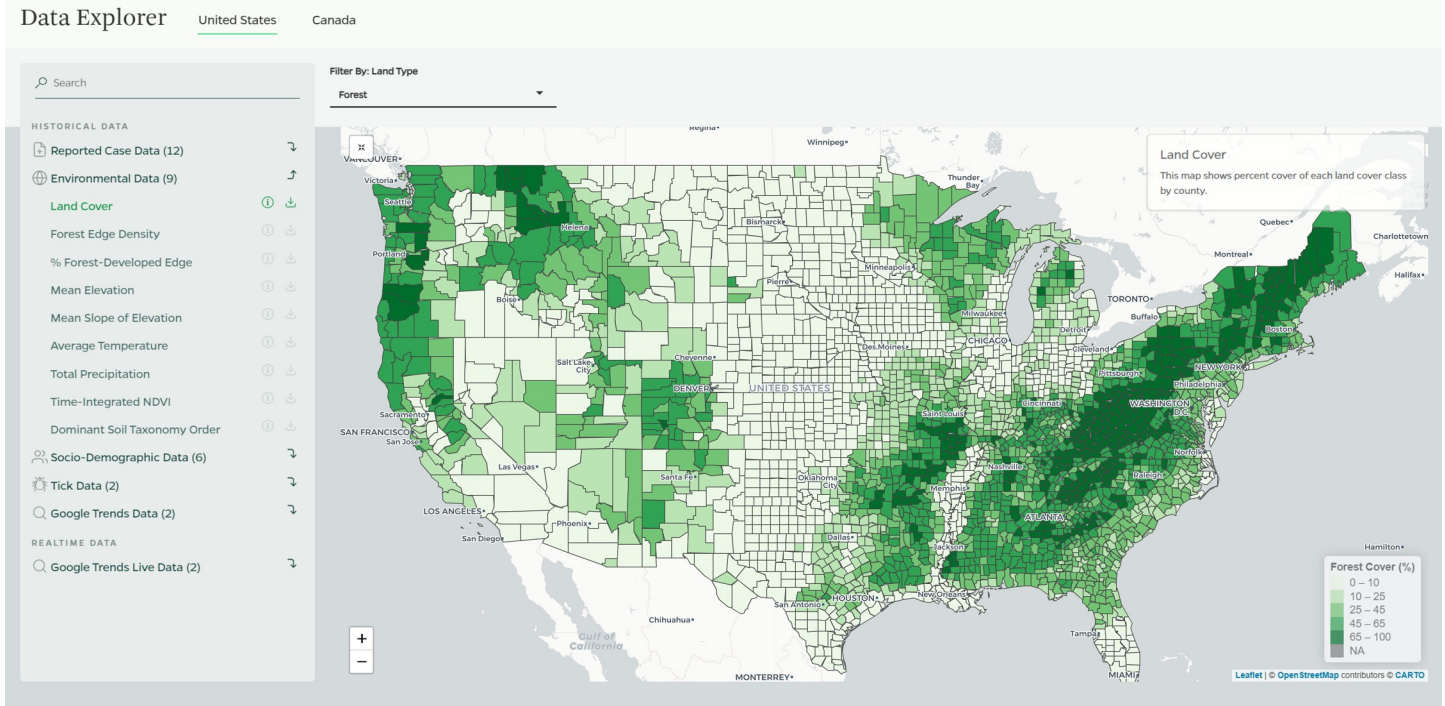 Data Explorer
United States
Canada
Search
HISTORICAL DATA
Reported Case Data (12)
Environmental Data (9)
Land Cover
Forest Edge Density
% Forest-Developed Edge
Mean Elevation
Mean Slope of Elevation
Average Temperature
Total Precipitation
Time-Integrated NDVI
Dominant Soil Taxonomy Order
Socio-Demographic Data (6)
Tick Data (2)
Google Trends Data (2)
REALTIME DATA
Google Trends Live Data (2)
Filter By: Land Type
Forest
Regina
Winnipeg
VANCOUVER
Victoria
Seattle
Thunder
Bay
Land Cover
This map shows percent cover of each land cover class
by county.
Quebec
Charlottetown
Helena
Bismarck
Portland
Montreal
Halifax
Minneapolis
Pierre
Boise
TORONTO
Buffalo
Milwaukee
Detroit
Boston
CHICAGO
Des Moines
Cleveland
Salt Lake
City
Cheyenne
NEW YORK
Pittsburgh
Philadelphia
DENVER
UNITED STATES
WASHINGTON
D.C.
Cincinnati
Sacramento
Saint Louis
SAN FRANCISCO
San Jose
Norfolk
Las Vegas
Santa Fe
Nashville
Raleigh
Oklahoma
City
Memphis
LOS ANGELES
Phoenix
ATLANTA
San Diego
Dallas
Jackson
Hamilton
HOUSTON
New Orleans
San Antonio
Chihuahua
Gulf of
California
Tampa
MONTERREY
MIAMI
+
−
Forest Cover (%)
0 – 10
10 – 25
25 – 45
45 – 65
65 – 100
NA
Leaflet | © OpenStreetMap contributors © CARTO